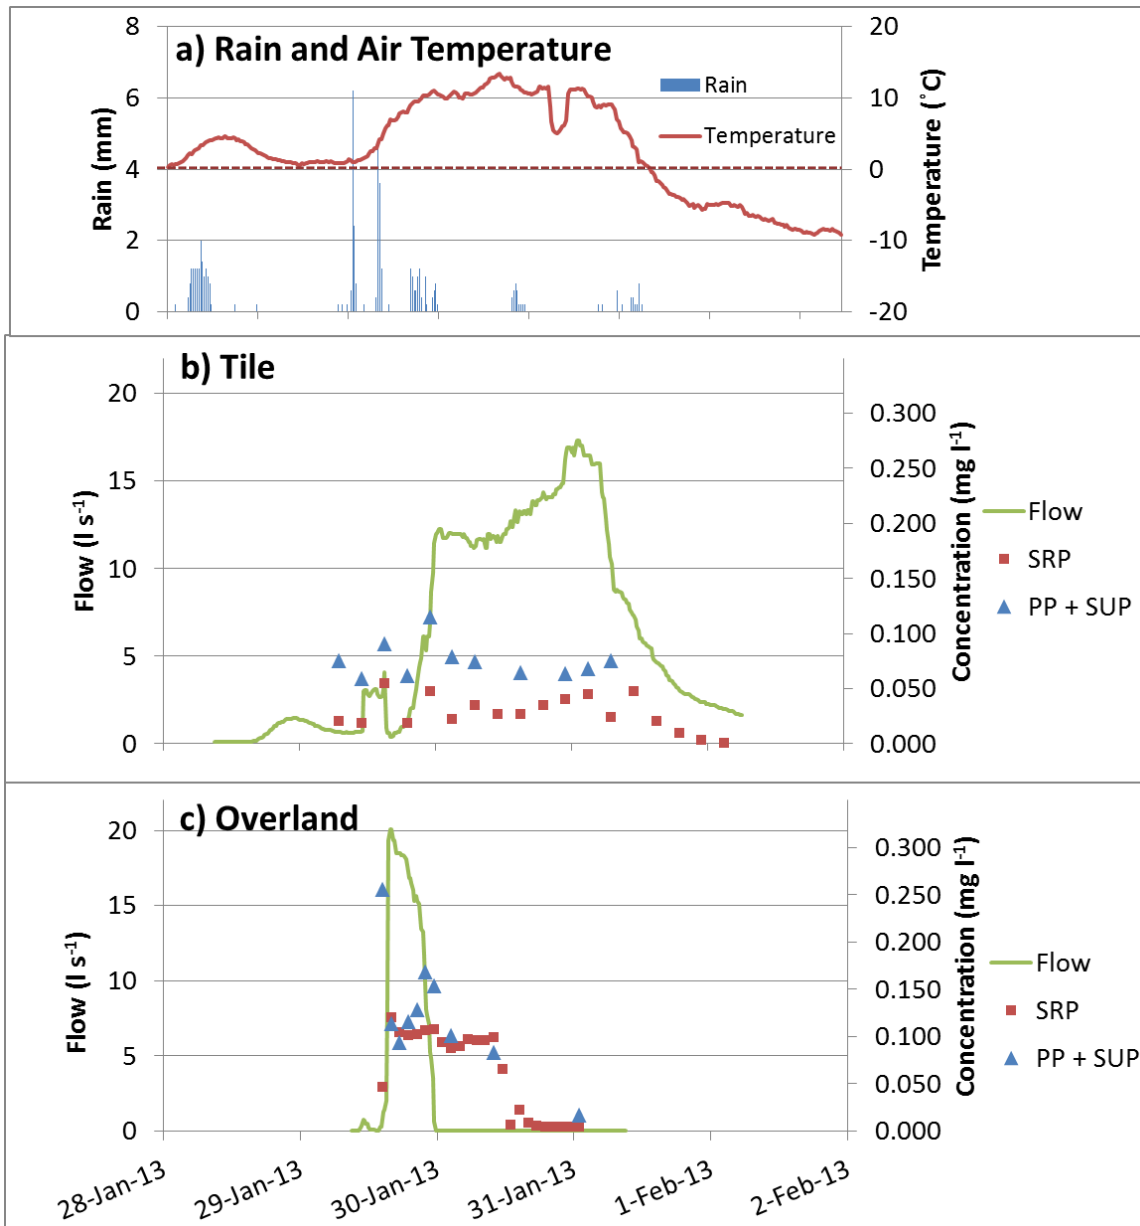 a) Rain and Air Temperature
8
6
4
2
0
Rain (mm)
20
10
0
-10
-20
Temperature (˚C)
Rain
Temperature
b) Tile
20
15
10
5
0
Flow (l s-1)
0.300
0.250
0.200
0.150
0.100
0.050
0.000
Concentration (mg l-1)
Flow
SRP
PP + SUP
c) Overland
20
15
10
5
0
Flow (l s-1)
0.300
0.250
0.200
0.150
0.100
0.050
0.000
Concentration (mg l-1)
Flow
SRP
PP + SUP
28-Jan-13
29-Jan-13
30-Jan-13
31-Jan-13
1-Feb-13
2-Feb-13